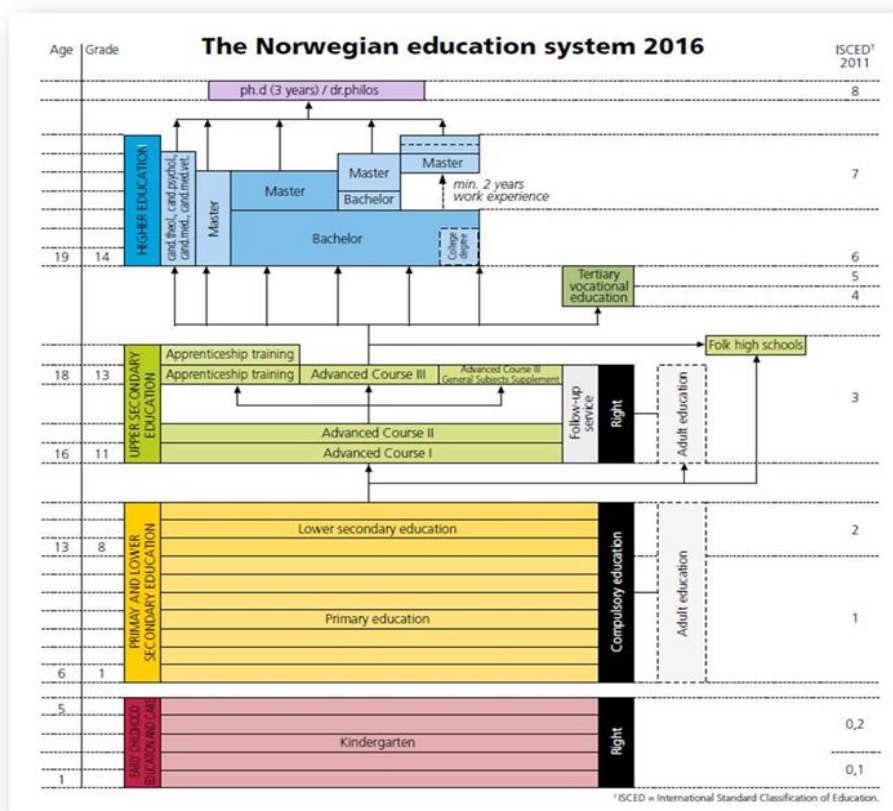 The Norwegian education system 2016
Age
Grade
ISCED¹
2011
ph.d (3 years) / dr.philos
8
HIGHER EDUCATION
cand.theol., cand.psychol.,
cand.med., cand.med.vet.
Master
Master
Master
Bachelor
Master
min. 2 years
work experience
7
Bachelor
College
degree
19
14
6
5
4
Tertiary
vocational
education
Folk high schools
UPPER SECONDARY
EDUCATION
Apprenticeship training
18
13
Apprenticeship training
Advanced Course III
Advanced Course III
General Subjects Supplement
Follow-up
service
Right
Adult education
3
Advanced Course II
16
11
Advanced Course I
PRIMAY AND LOWER
SECONDARY EDUCATION
Lower secondary education
13
8
2
Compulsory education
Adult education
Primary education
1
6
1
EARLY CHILDHOOD
EDUCATION AND CARE
5
0,2
Kindergarten
Right
0,1
1
¹ISCED = International Standard Classification of Education.